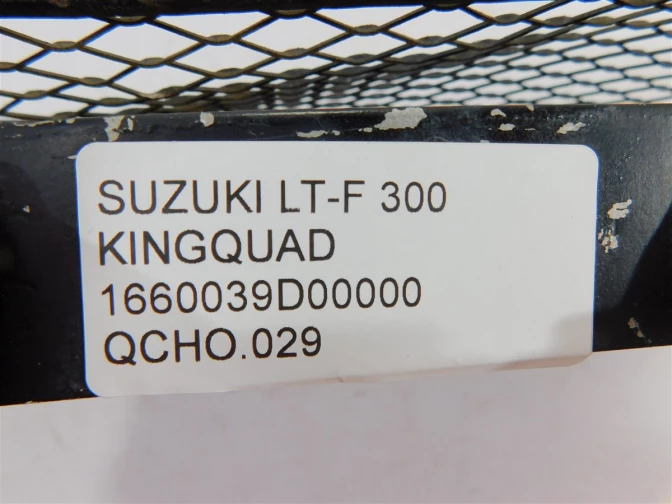 SUZUKI LT-F 300
KINGQUAD
1660039D00000
QCHO.029